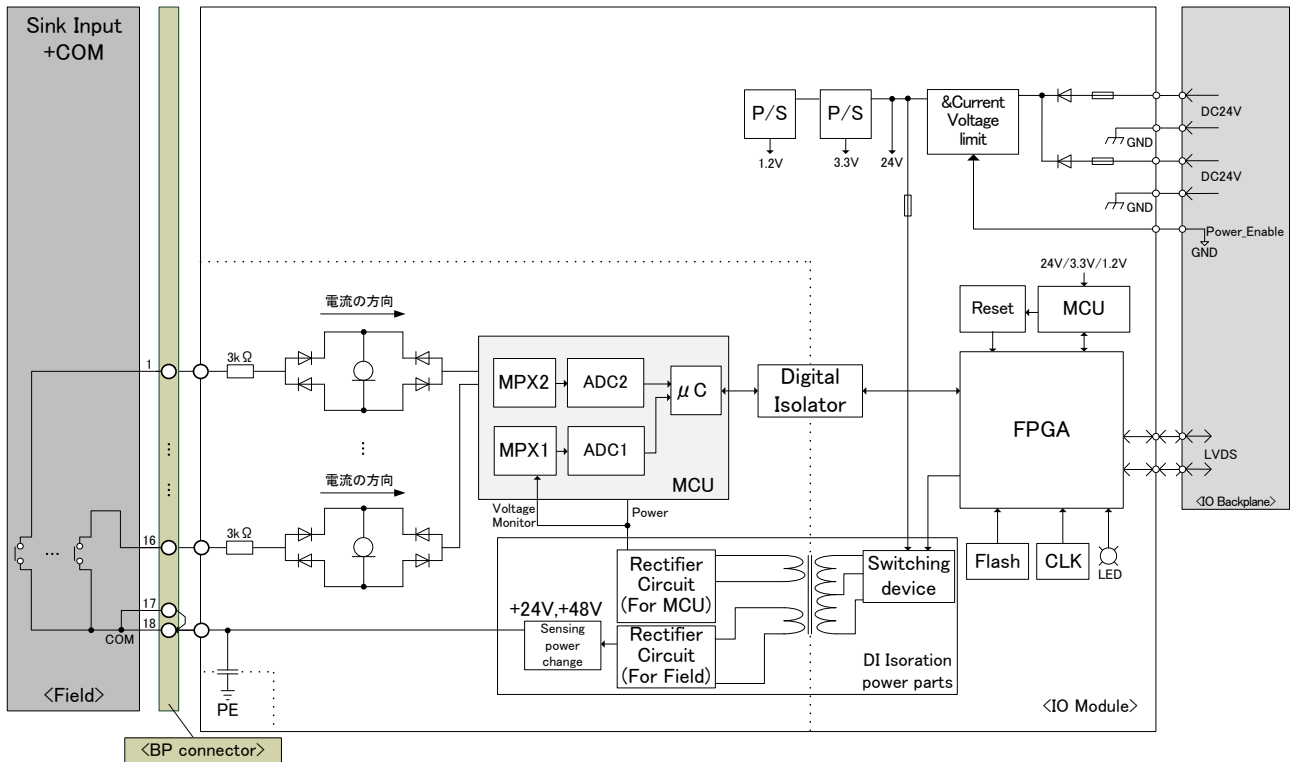 Sink Input
+COM
P/S
P/S
&Current
Voltage
limit
1.2V
3.3V
24V
DC24V
GND
DC24V
GND
Power_Enable
GND
24V/3.3V/1.2V
Reset
MCU
電流の方向
1
3kΩ
MPX2
ADC2
μC
MPX1
ADC1
MCU
Digital
Isolator
FPGA
LVDS
<IO Backplane>
⋮
⋮
⋮
電流の方向
Voltage
Monitor
Power
...
16
3kΩ
Flash
CLK
LED
Rectifier
Circuit
(For MCU)
Switching
device
17
18
COM
+24V,+48V
Sensing
power
change
Rectifier
Circuit
(For Field)
DI Isoration
power parts
PE
<Field>
<IO Module>
<BP connector>